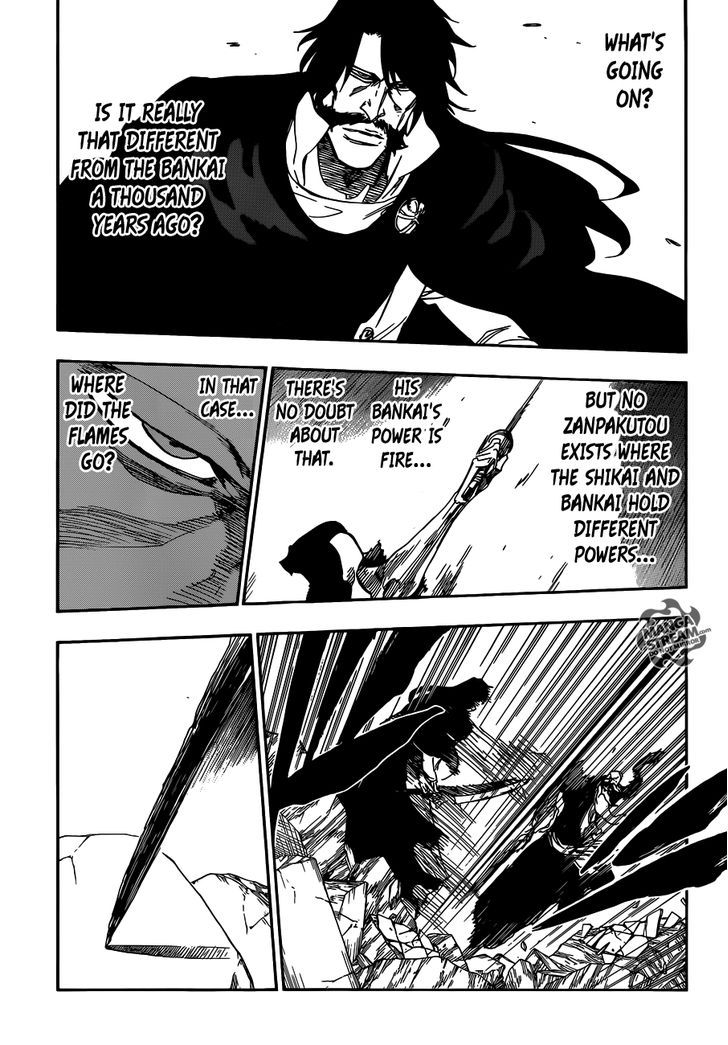 WHAT'S
GOING
ON?
IS IT REALLY
THAT DIFFERENT
FROM THE BANKAI
A THOUSAND
YEARS AGO?
BUT NO
ZANPAKUTOU
EXISTS WHERE
THE SHIKAI AND
BANKAI HOLD
DIFFERENT
POWERS...
HIS
BANKAI'S
POWER IS
FIRE...
THERE'S
NO DOUBT
ABOUT
THAT.
IN THAT
CASE...
WHERE
DID THE
FLAMES
GO?
MANGA
STREAM.com